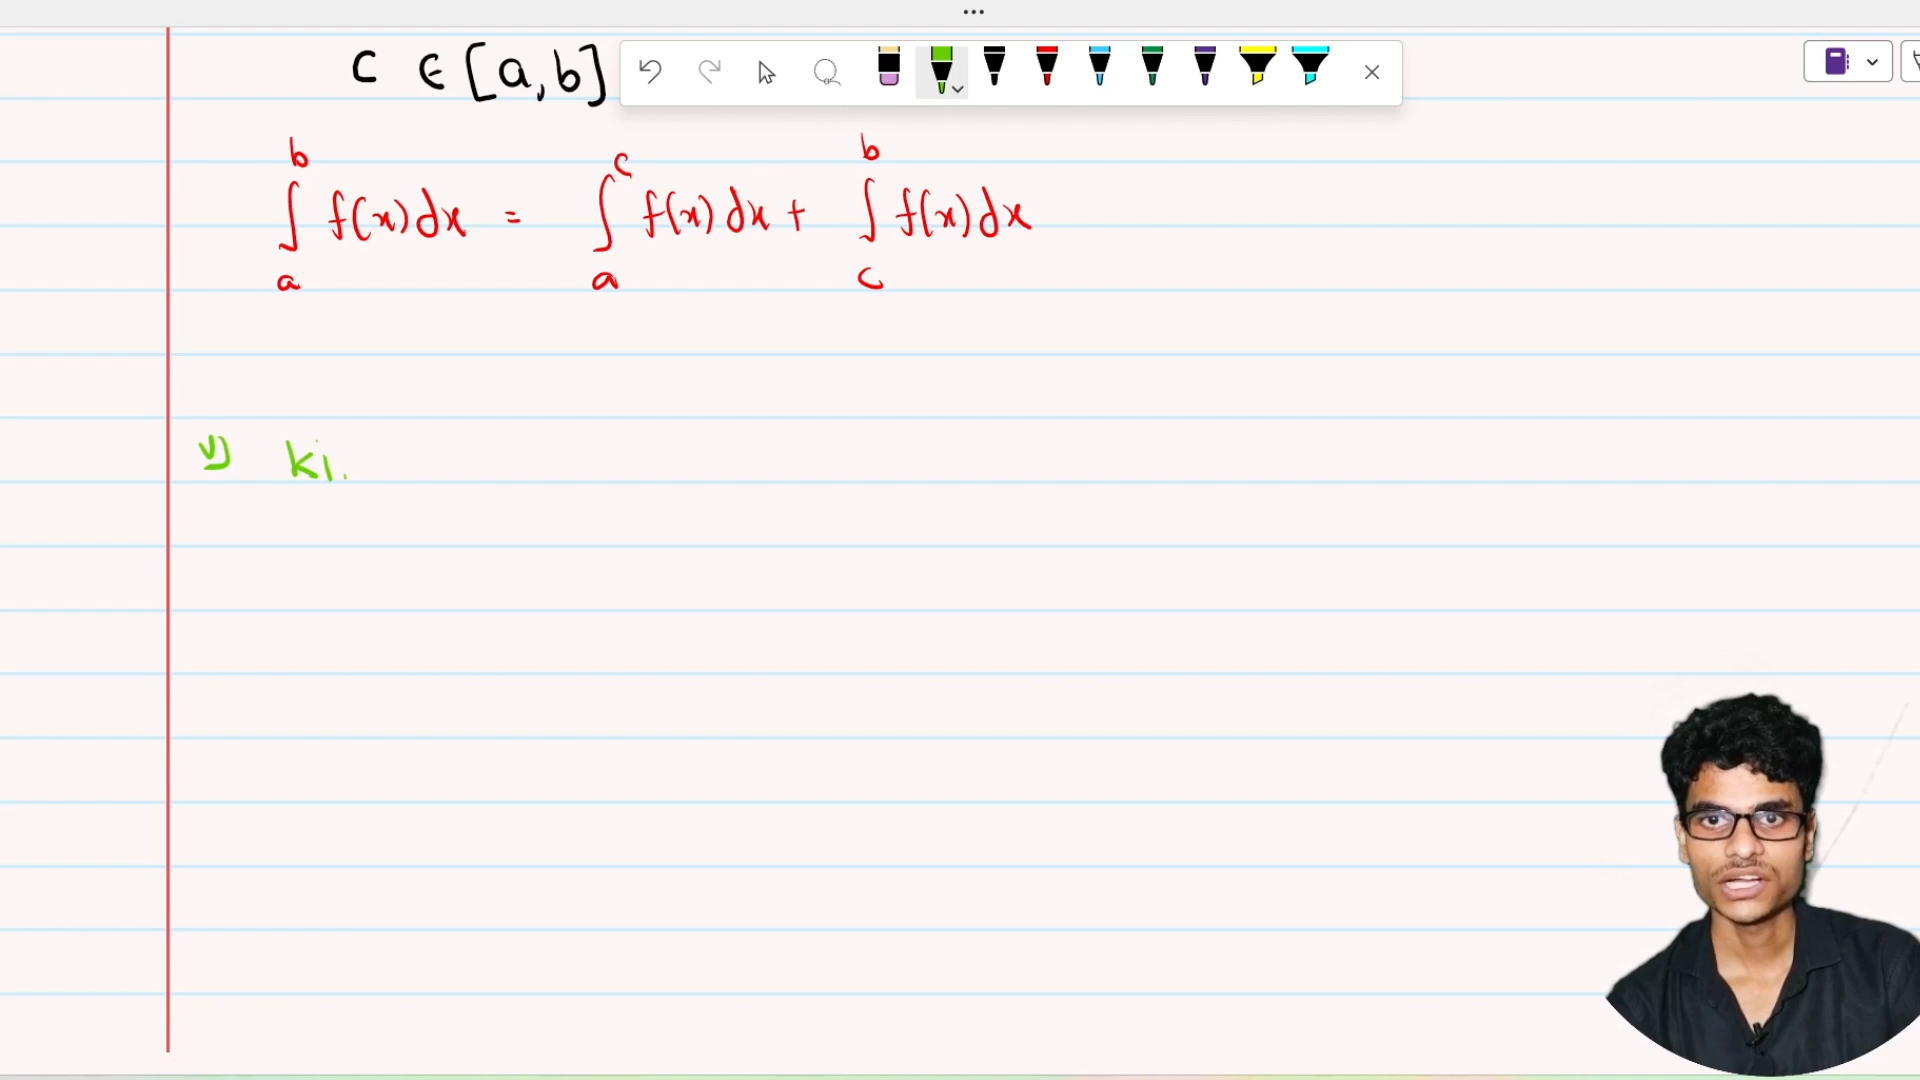 c ∈ [a,b]
∫_a^b f(x)dx = ∫_a^c f(x)dx + ∫_c^b f(x)dx
v) Ki.